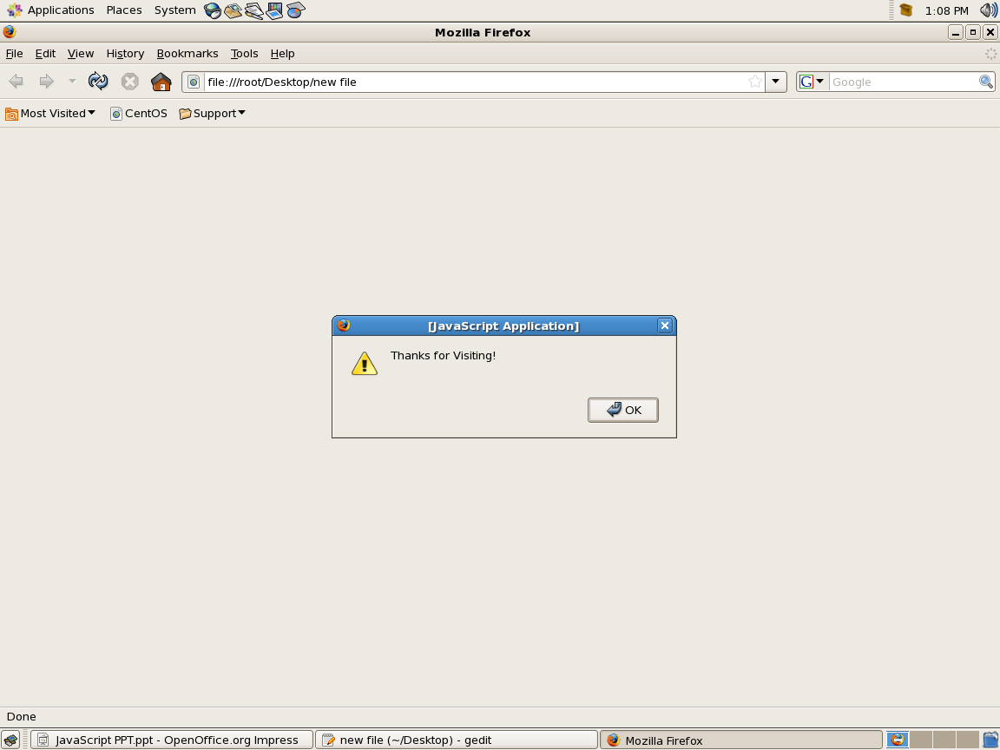 Applications Places System 1:08 PM
Mozilla Firefox
File Edit View History Bookmarks Tools Help
file:///root/Desktop/new file G Google
Most Visited CentOS Support
[JavaScript Application]
Thanks for Visiting!
OK
Done
JavaScript PPT.ppt - OpenOffice.org Impress new file (~/Desktop) - gedit Mozilla Firefox